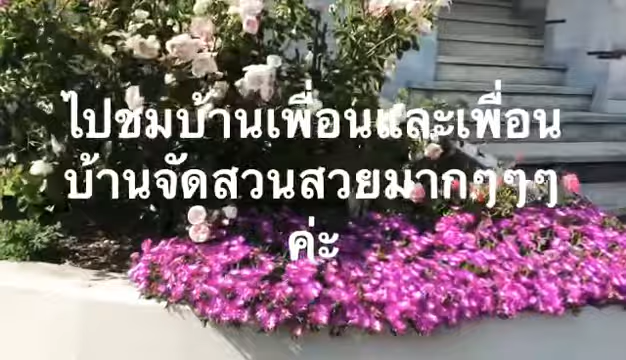 ไปชมบ้านเพื่อนและเพื่อน
บ้านจัดสวนสวยมากๆๆๆ
ค่ะ